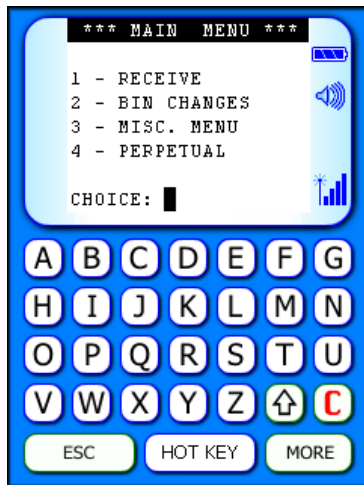 *** MAIN MENU ***
1 - RECEIVE
2 - BIN CHANGES
3 - MISC. MENU
4 - PERPETUAL
CHOICE:
A B C D E F G
H I J K L M N
O P Q R S T U
V W X Y Z C
ESC HOT KEY MORE